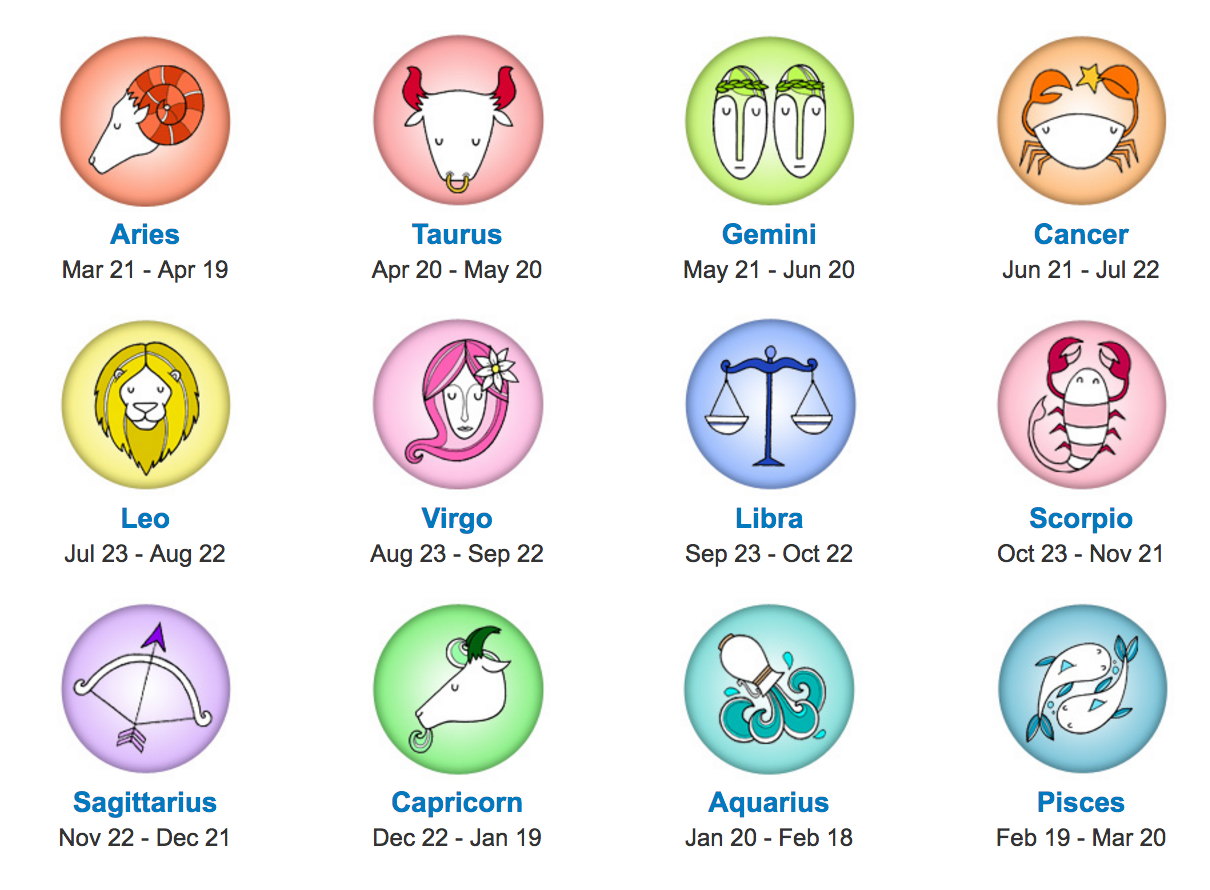 Aries
Mar 21 - Apr 19
Taurus
Apr 20 - May 20
Gemini
May 21 - Jun 20
Cancer
Jun 21 - Jul 22
Leo
Jul 23 - Aug 22
Virgo
Aug 23 - Sep 22
Libra
Sep 23 - Oct 22
Scorpio
Oct 23 - Nov 21
Sagittarius
Nov 22 - Dec 21
Capricorn
Dec 22 - Jan 19
Aquarius
Jan 20 - Feb 18
Pisces
Feb 19 - Mar 20